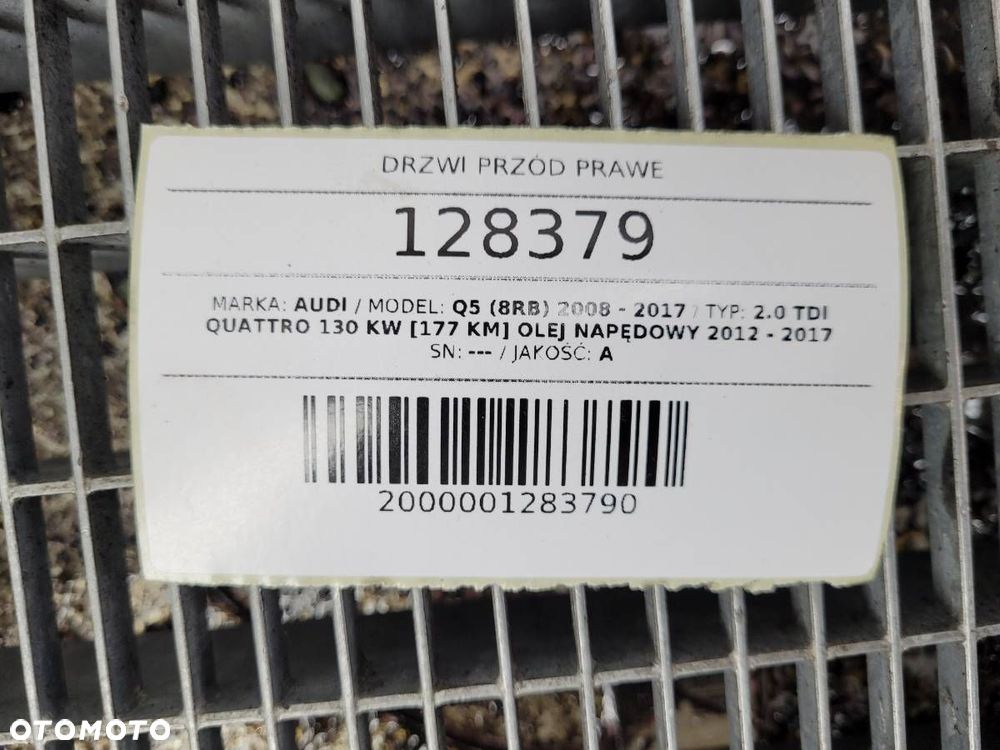 DRZWI PRZÓD PRAWE
128379
MARKA: AUDI / MODEL: Q5 (8RB) 2008 - 2017 / TYP: 2.0 TDI
QUATTRO 130 KW [177 KM] OLEJ NAPĘDOWY 2012 - 2017
SN: --- / JAKOŚĆ: A
2000001283790
OTOMOTO